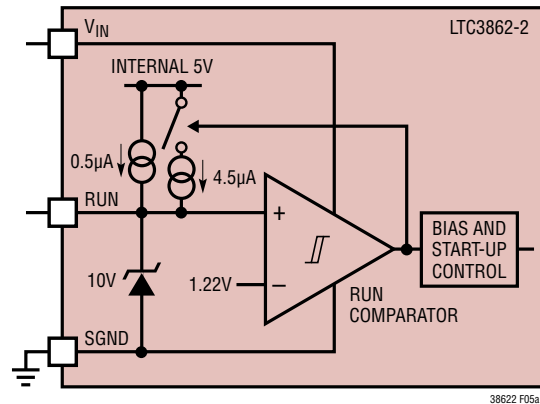 V_IN
LTC3862-2
INTERNAL 5V
0.5µA
4.5µA
RUN
+
10V
1.22V
–
BIAS AND
START-UP
CONTROL
RUN
COMPARATOR
SGND
38622 F05a